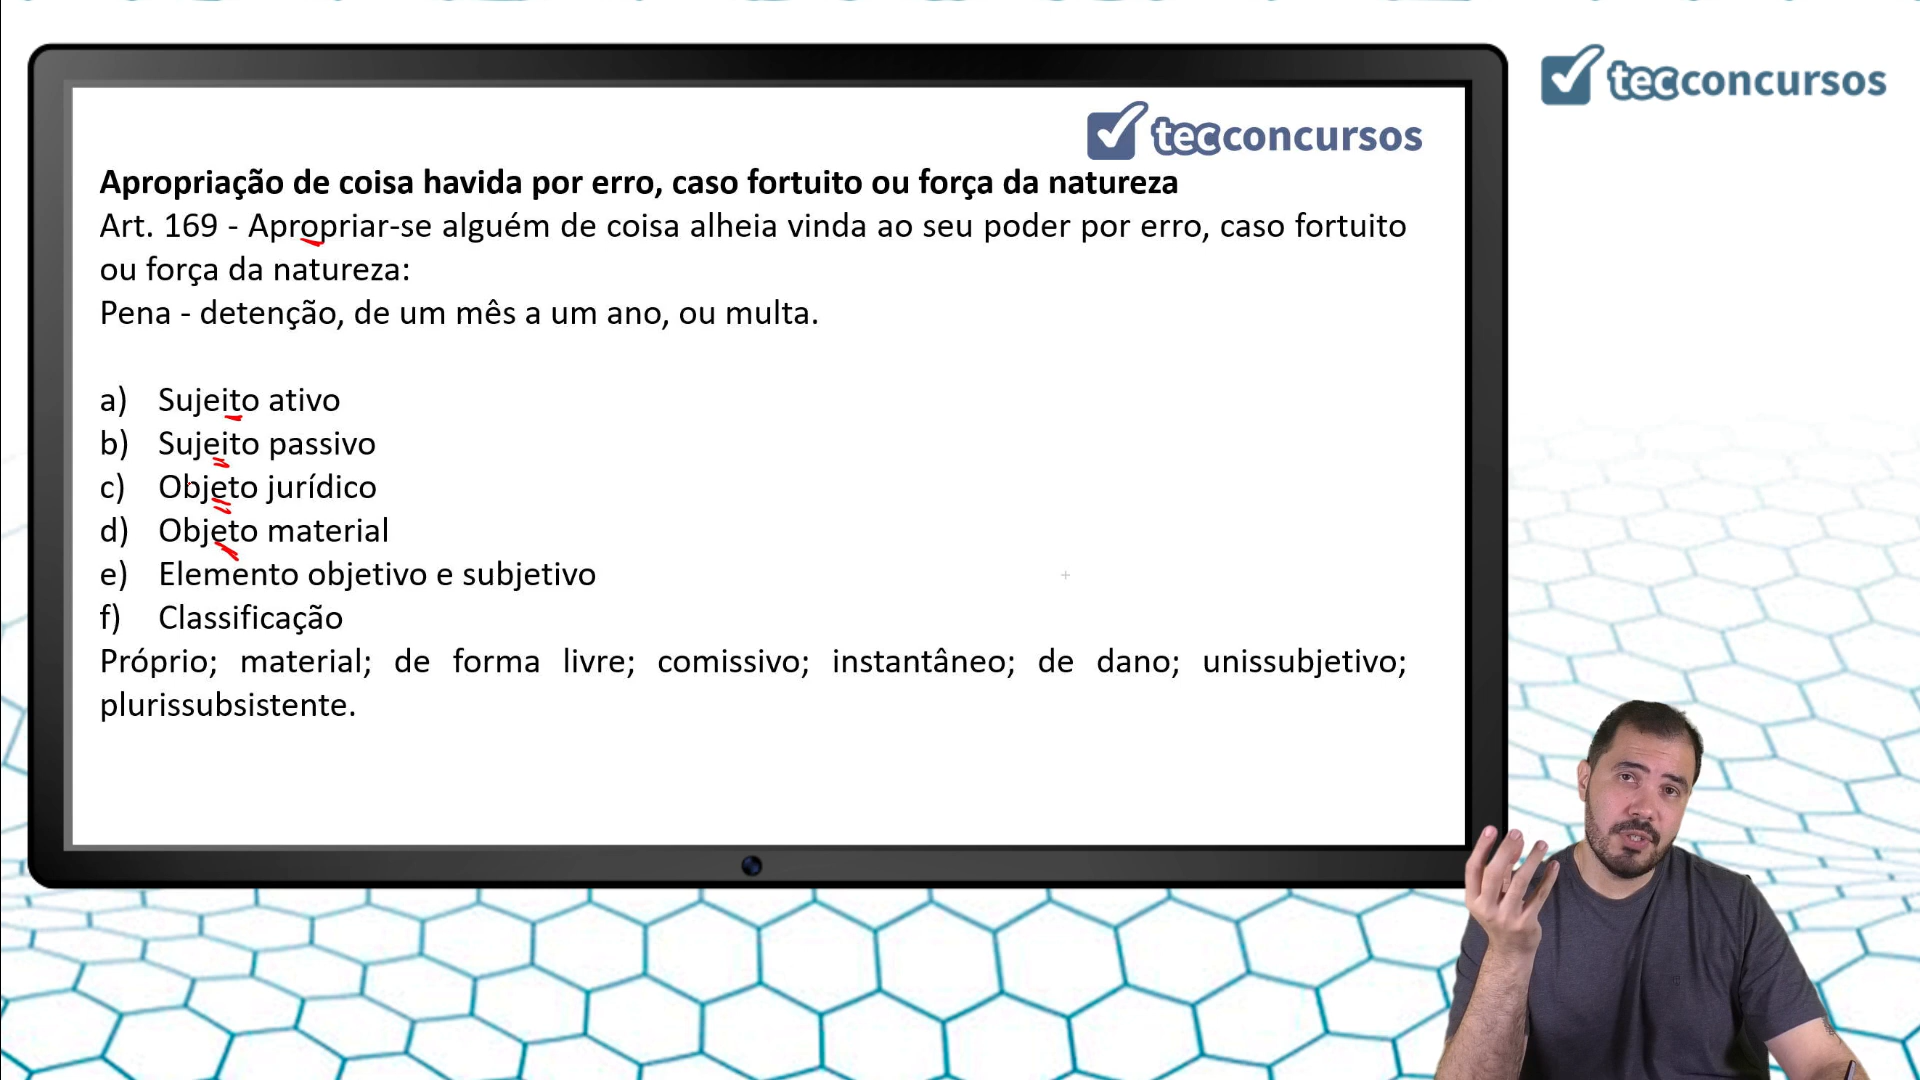 tecconcursos
tecconcursos
Apropriação de coisa havida por erro, caso fortuito ou força da natureza
Art. 169 - Apropriar-se alguém de coisa alheia vinda ao seu poder por erro, caso fortuito
ou força da natureza:
Pena - detenção, de um mês a um ano, ou multa.
a) Sujeito ativo
b) Sujeito passivo
c) Objeto jurídico
d) Objeto material
e) Elemento objetivo e subjetivo
f) Classificação
Próprio; material; de forma livre; comissivo; instantâneo; de dano; unissubjetivo;
plurissubsistente.